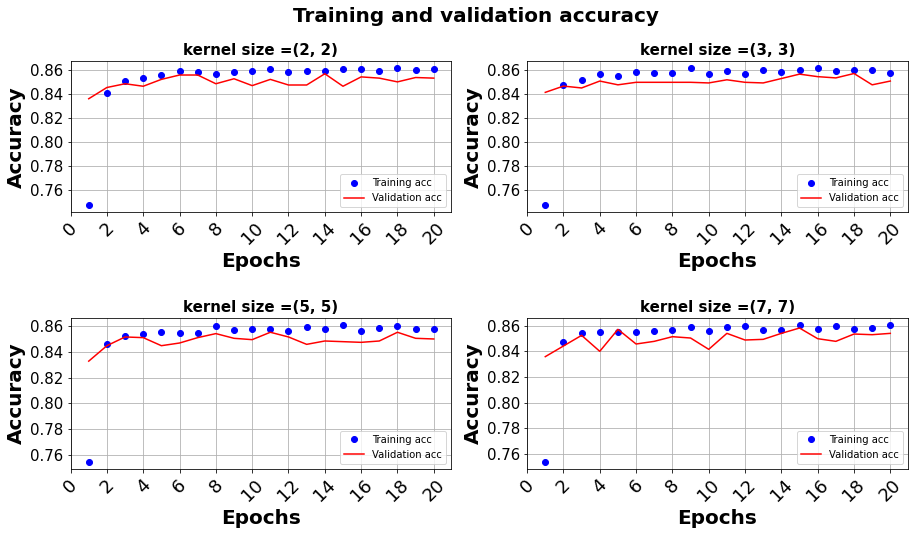 Training and validation accuracy
kernel size =(2, 2)
Accuracy
0.86
0.84
0.82
0.80
0.78
0.76
Training acc
Validation acc
0 2 4 6 8 10 12 14 16 18 20
Epochs
kernel size =(3, 3)
Accuracy
0.86
0.84
0.82
0.80
0.78
0.76
Training acc
Validation acc
0 2 4 6 8 10 12 14 16 18 20
Epochs
kernel size =(5, 5)
Accuracy
0.86
0.84
0.82
0.80
0.78
0.76
Training acc
Validation acc
0 2 4 6 8 10 12 14 16 18 20
Epochs
kernel size =(7, 7)
Accuracy
0.86
0.84
0.82
0.80
0.78
0.76
Training acc
Validation acc
0 2 4 6 8 10 12 14 16 18 20
Epochs